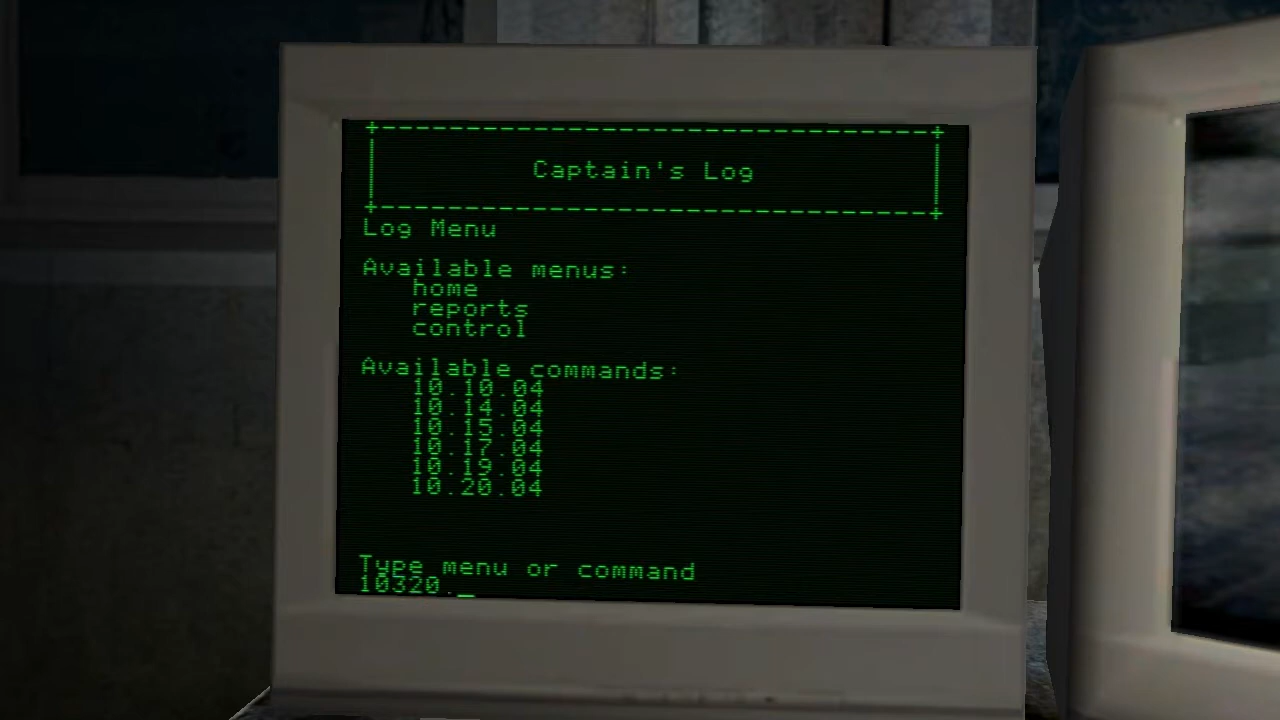 Captain's Log
Log Menu
Available menus:
home
reports
control
Available commands:
10.10.04
10.14.04
10.15.04
10.17.04
10.19.04
10.20.04
Type menu or command
10320._